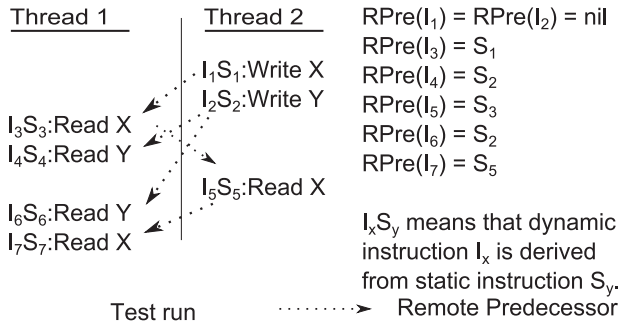 Thread 1 Thread 2
I₁S₁:Write X
I₂S₂:Write Y
I₃S₃:Read X
I₄S₄:Read Y
I₅S₅:Read X
I₆S₆:Read Y
I₇S₇:Read X
Test run
RPre(I₁) = RPre(I₂) = nil
RPre(I₃) = S₁
RPre(I₄) = S₂
RPre(I₅) = S₃
RPre(I₆) = S₂
RPre(I₇) = S₅
IₓSᵧ means that dynamic
instruction Iₓ is derived
from static instruction Sᵧ.
Remote Predecessor